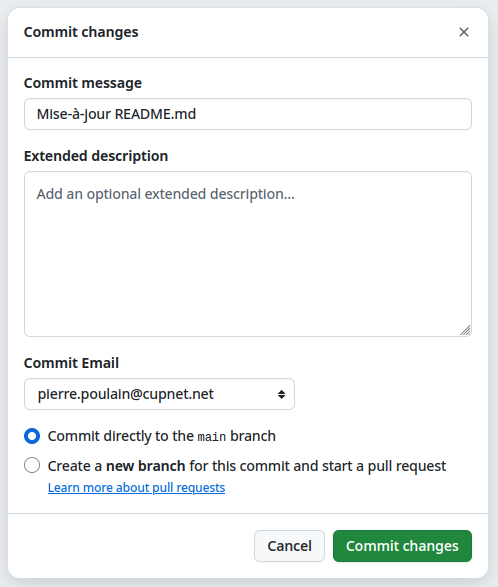 Commit changes
Commit message
Mise-à-jour README.md
Extended description
Add an optional extended description...
Commit Email
pierre.poulain@cupnet.net
Commit directly to the main branch
Create a new branch for this commit and start a pull request
Learn more about pull requests
Cancel
Commit changes